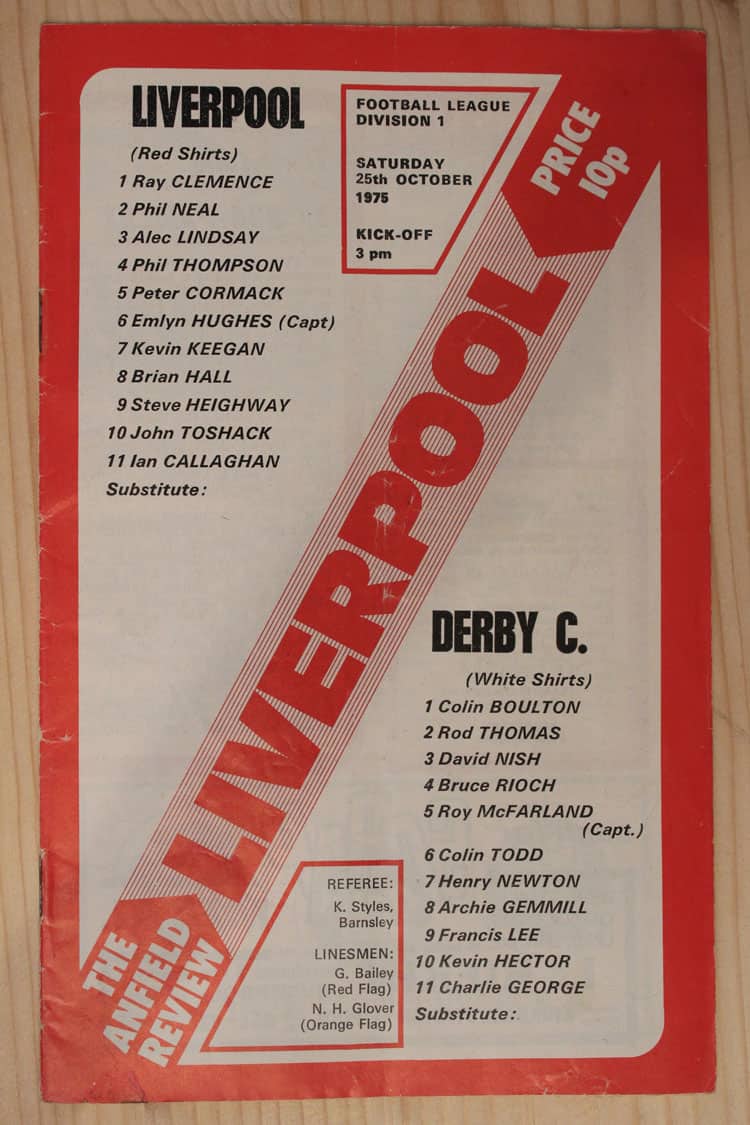 LIVERPOOL
(Red Shirts)
1 Ray CLEMENCE
2 Phil NEAL
3 Alec LINDSAY
4 Phil THOMPSON
5 Peter CORMACK
6 Emlyn HUGHES (Capt)
7 Kevin KEEGAN
8 Brian HALL
9 Steve HEIGHWAY
10 John TOSHACK
11 Ian CALLAGHAN
Substitute:
FOOTBALL LEAGUE
DIVISION 1
SATURDAY
25th OCTOBER
1975
KICK-OFF
3 pm
PRICE
10p
LIVERPOOL
THE
ANFIELD
REVIEW
DERBY C.
(White Shirts)
1 Colin BOULTON
2 Rod THOMAS
3 David NISH
4 Bruce RIOCH
5 Roy McFARLAND
(Capt.)
6 Colin TODD
7 Henry NEWTON
8 Archie GEMMILL
9 Francis LEE
10 Kevin HECTOR
11 Charlie GEORGE
Substitute:
REFEREE:
K. Styles,
Barnsley
LINESMEN:
G. Bailey
(Red Flag)
N. H. Glover
(Orange Flag)